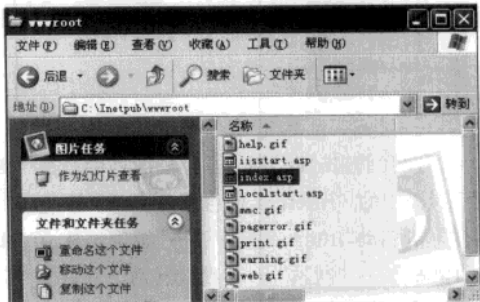 wwwroot
文件(F) 编辑(E) 查看(V) 收藏(A) 工具(T) 帮助(H)
后退 搜索 文件夹
地址(D) C:\Inetpub\wwwroot 转到
图片任务
作为幻灯片查看
文件和文件夹任务
重命名这个文件
移动这个文件
复制这个文件
名称
help.gif
iisstart.asp
index.asp
localstart.asp
mmc.gif
pagerror.gif
print.gif
warning.gif
web.gif